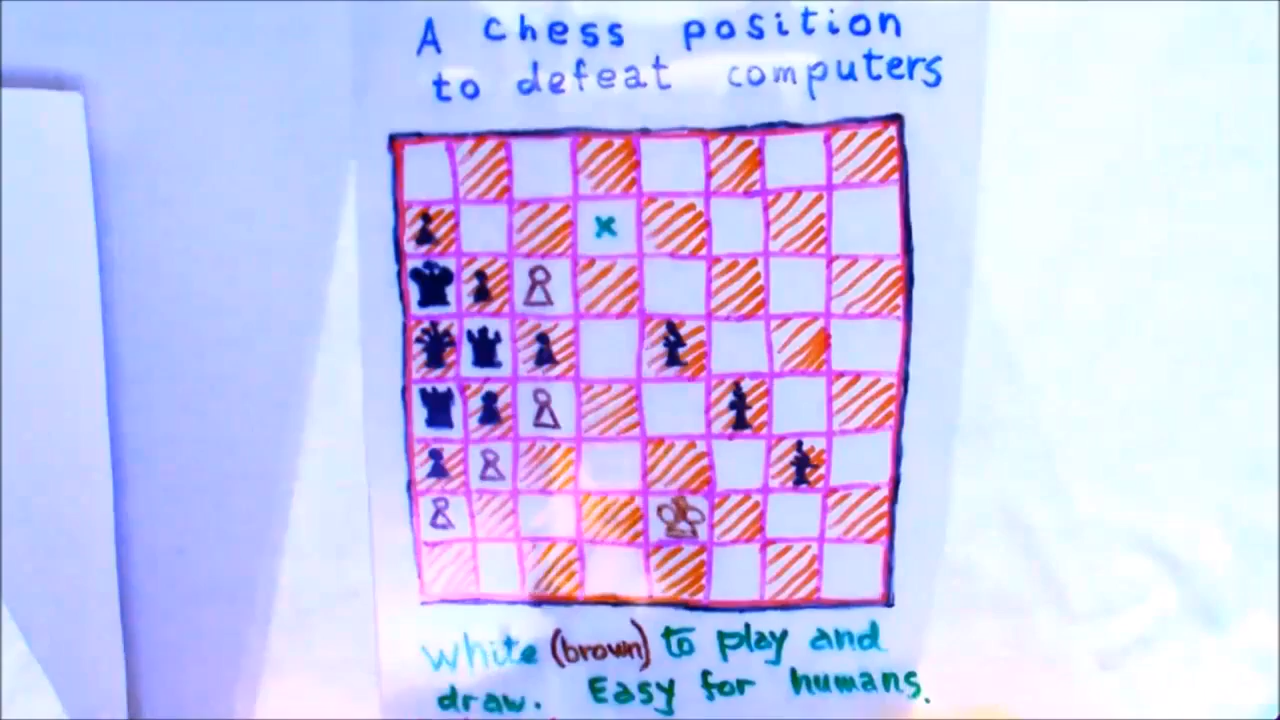 A chess position
to defeat computers
x
white (brown) to play and
draw. Easy for humans.